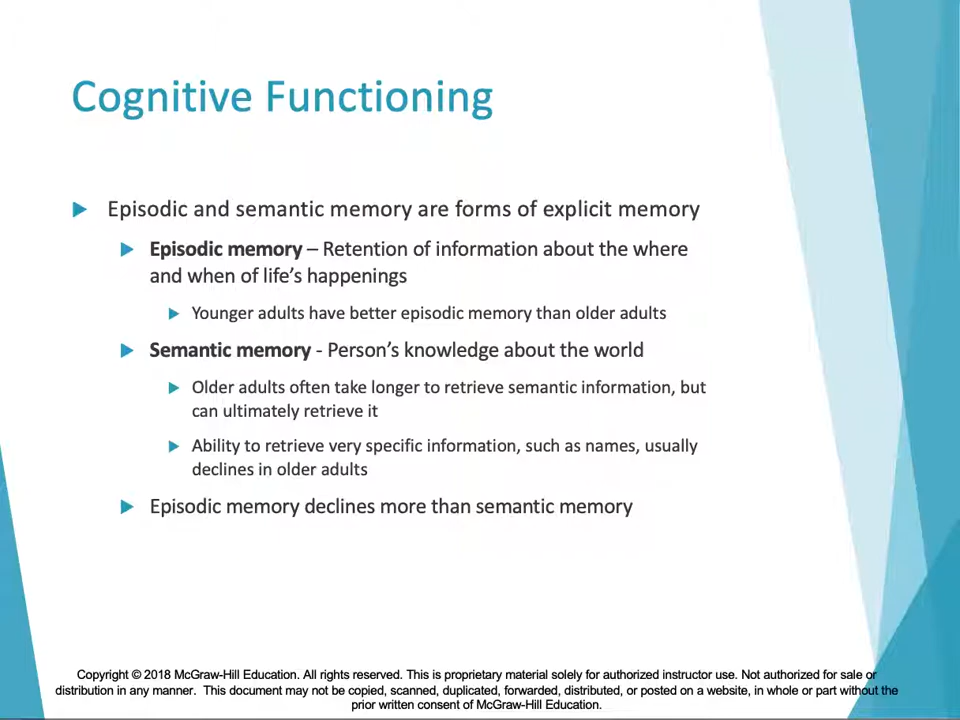 Cognitive Functioning
Episodic and semantic memory are forms of explicit memory
Episodic memory – Retention of information about the where
and when of life's happenings
Younger adults have better episodic memory than older adults
Semantic memory - Person's knowledge about the world
Older adults often take longer to retrieve semantic information, but
can ultimately retrieve it
Ability to retrieve very specific information, such as names, usually
declines in older adults
Episodic memory declines more than semantic memory
Copyright © 2018 McGraw-Hill Education. All rights reserved. This is proprietary material solely for authorized instructor use. Not authorized for sale or
distribution in any manner. This document may not be copied, scanned, duplicated, forwarded, distributed, or posted on a website, in whole or part without the
prior written consent of McGraw-Hill Education.